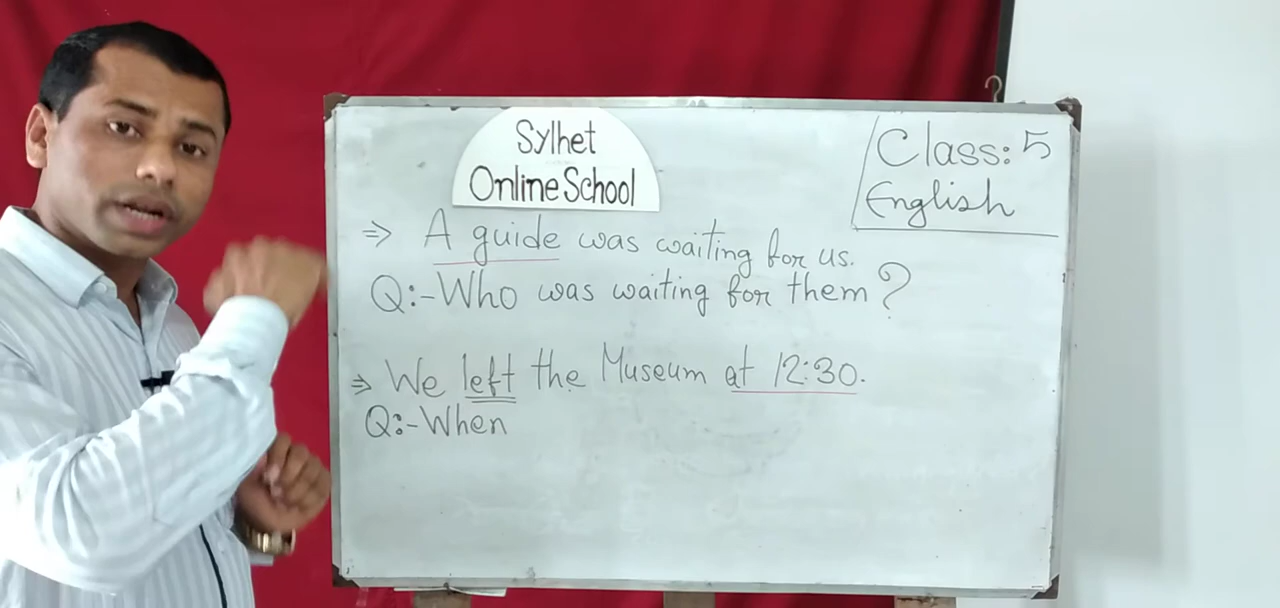 Sylhet
Online School
Class: 5
English
⇒ A guide was waiting for us.
Q:- Who was waiting for them?
⇒ We left the Museum at 12:30.
Q:- When